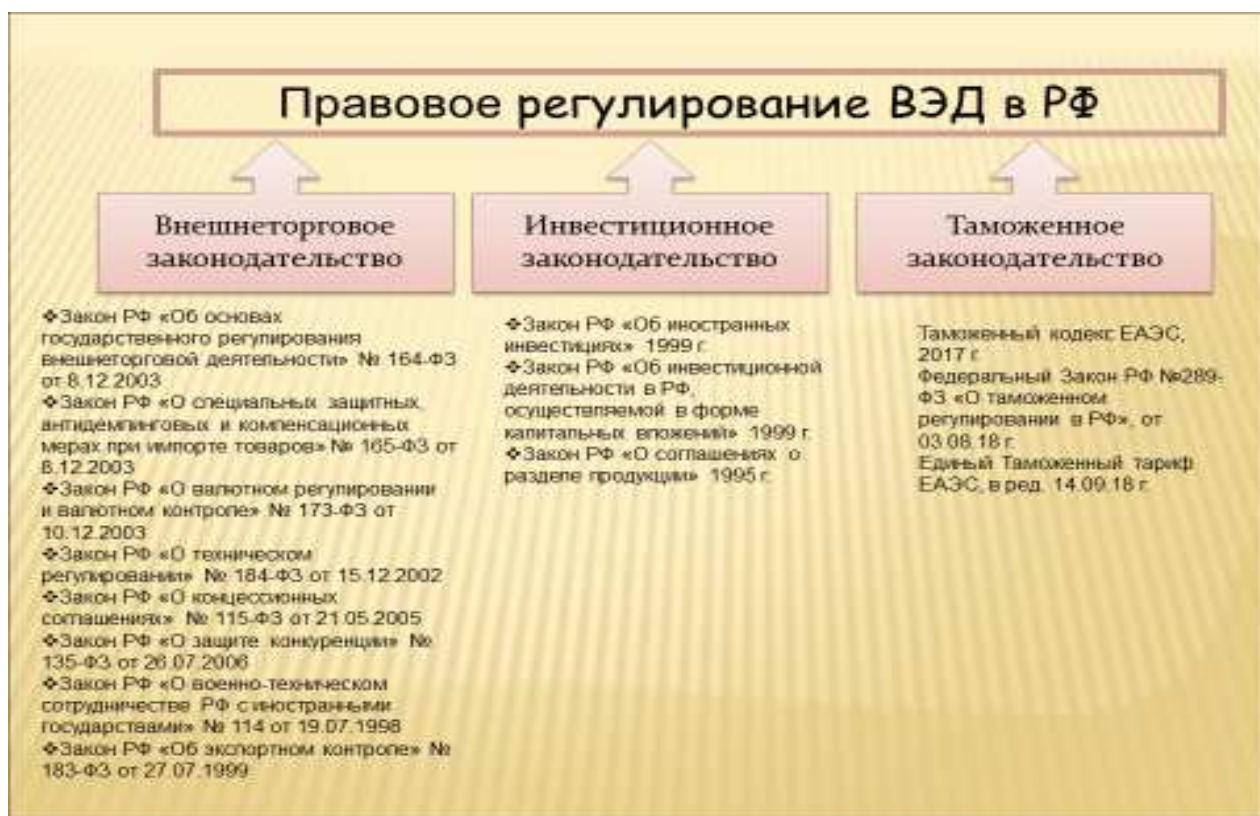 Правовое регулирование ВЭД в РФ
Внешнеторговое
законодательство
❖Закон РФ «Об основах
государственного регулирования
внешнеторговой деятельности» № 164-ФЗ
от 8.12.2003
❖Закон РФ «О специальных защитных,
антидемпинговых и компенсационных
мерах при импорте товаров» № 165-ФЗ от
8.12.2003
❖Закон РФ «О валютном регулировании
и валютном контроле» № 173-ФЗ от
10.12.2003
❖Закон РФ «О техническом
регулировании» № 184-ФЗ от 15.12.2002
❖Закон РФ «О концессионных
соглашениях» № 115-ФЗ от 21.05.2005
❖Закон РФ «О защите конкуренции» №
135-ФЗ от 26.07.2006
❖Закон РФ «О военно-техническом
сотрудничестве РФ с иностранными
государствами» № 114 от 19.07.1998
❖Закон РФ «Об экспортном контроле» №
183-ФЗ от 27.07.1999
Инвестиционное
законодательство
❖Закон РФ «Об иностранных
инвестициях» 1999 г.
❖Закон РФ «Об инвестиционной
деятельности в РФ,
осуществляемой в форме
капитальных вложений» 1999 г.
❖Закон РФ «О соглашениях о
разделе продукции» 1995 г.
Таможенное
законодательство
Таможенный кодекс ЕАЭС,
2017 г.
Федеральный Закон РФ №289-
ФЗ «О таможенном
регулировании в РФ», от
03.08.18 г.
Единый Таможенный тариф
ЕАЭС, в ред. 14.09.18 г.